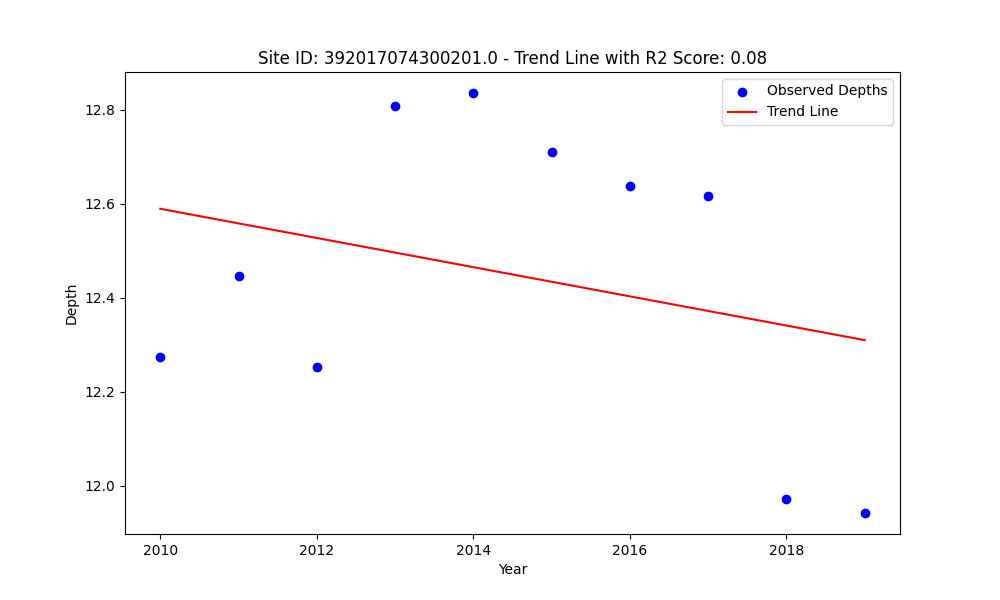 Site ID: 392017074300201.0 - Trend Line with R2 Score: 0.08
Observed Depths
Trend Line
12.8
12.6
12.4
12.2
12.0
Depth
2010
2012
2014
2016
2018
Year